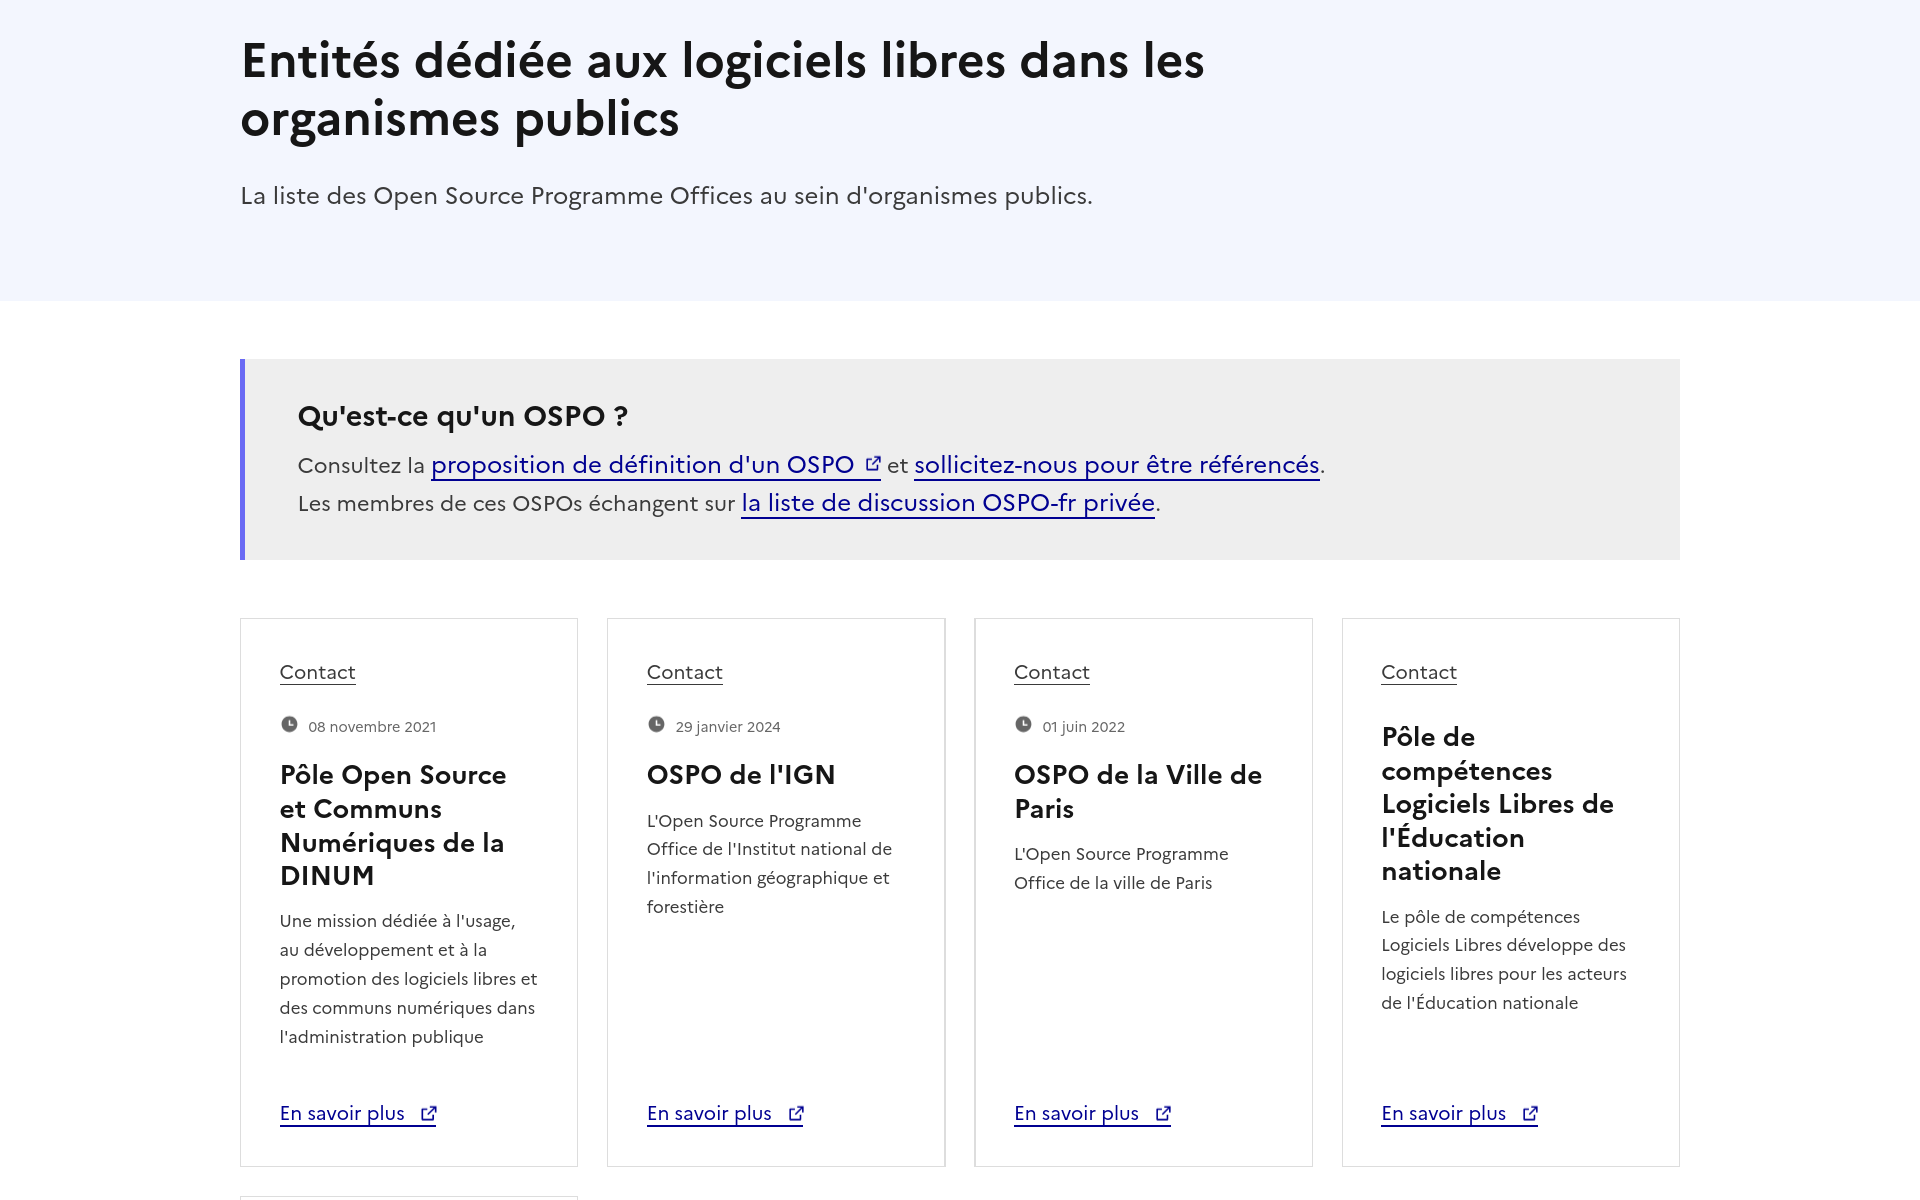 Entités dédiée aux logiciels libres dans les
organismes publics
La liste des Open Source Programme Offices au sein d'organismes publics.
Qu'est-ce qu'un OSPO ?
Consultez la proposition de définition d'un OSPO et sollicitez-nous pour être référencés.
Les membres de ces OSPOs échangent sur la liste de discussion OSPO-fr privée.
Contact
08 novembre 2021
Pôle Open Source
et Communs
Numériques de la
DINUM
Une mission dédiée à l'usage,
au développement et à la
promotion des logiciels libres et
des communs numériques dans
l'administration publique
En savoir plus
Contact
29 janvier 2024
OSPO de l'IGN
L'Open Source Programme
Office de l'Institut national de
l'information géographique et
forestière
En savoir plus
Contact
01 juin 2022
OSPO de la Ville de
Paris
L'Open Source Programme
Office de la ville de Paris
En savoir plus
Contact
Pôle de
compétences
Logiciels Libres de
l'Éducation
nationale
Le pôle de compétences
Logiciels Libres développe des
logiciels libres pour les acteurs
de l'Éducation nationale
En savoir plus